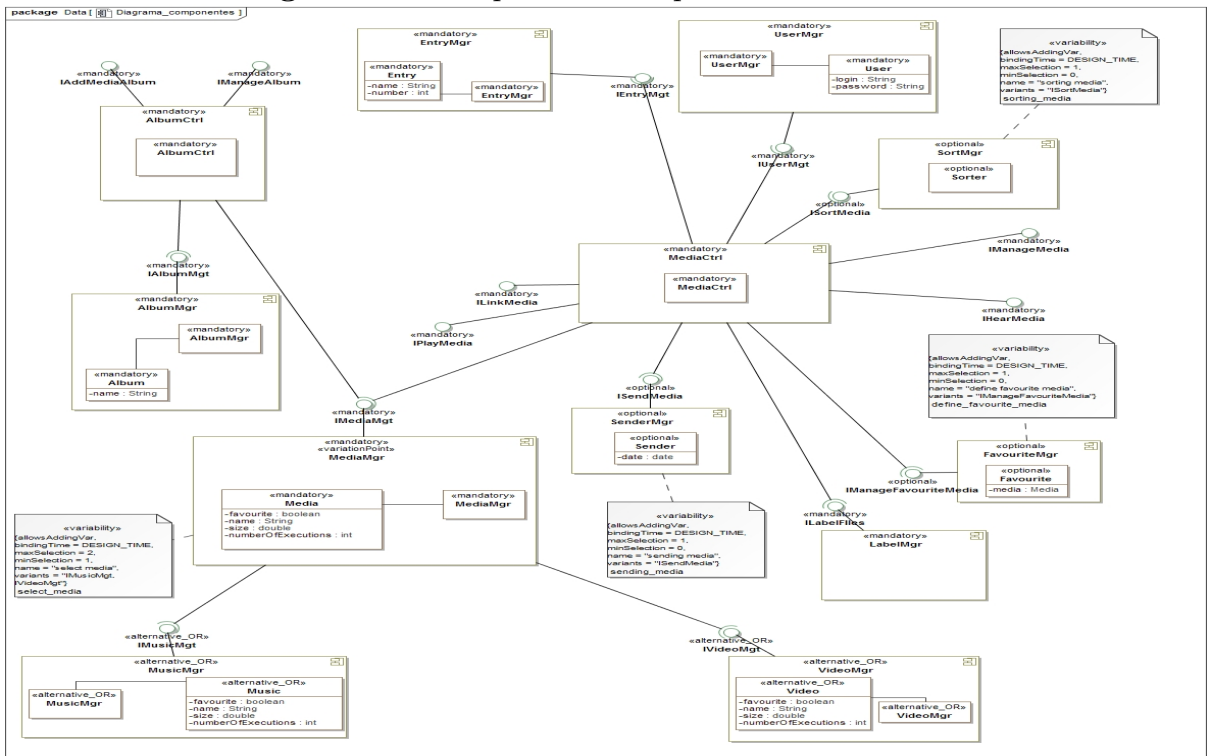 package Data [ Diagrama_componentes ]
«mandatory»
IAddMediaAlbum
«mandatory»
IManageAlbum
«mandatory»
AlbumCtrl
«mandatory»
AlbumCtrl
«mandatory»
EntryMgr
«mandatory»
Entry
-name : String
-number : int
«mandatory»
EntryMgr
«mandatory»
IEntryMgt
«mandatory»
UserMgr
«mandatory»
UserMgr
«mandatory»
User
-login : String
-password : String
«mandatory»
IUserMgt
«variability»
{allowsAddingVar,
bindingTime = DESIGN_TIME,
maxSelection = 1,
minSelection = 0,
name = "sorting media",
variants = "ISortMedia"}
sorting_media
«optional»
SortMgr
«optional»
Sorter
«optional»
ISortMedia
«mandatory»
IAlbumMgt
«mandatory»
AlbumMgr
«mandatory»
AlbumMgr
«mandatory»
Album
-name : String
«mandatory»
MediaCtrl
«mandatory»
MediaCtrl
«mandatory»
ILinkMedia
«mandatory»
IPlayMedia
«mandatory»
IManageMedia
«mandatory»
IHearMedia
«variability»
{allowsAddingVar,
bindingTime = DESIGN_TIME,
maxSelection = 1,
minSelection = 0,
name = "define favourite media",
variants = "IManageFavouriteMedia"}
define_favourite_media
«mandatory»
IMediaMgt
«optional»
ISendMedia
«optional»
SenderMgr
«optional»
Sender
-date : date
«optional»
FavouriteMgr
«optional»
Favourite
-media : Media
«optional»
IManageFavouriteMedia
«mandatory»
ILabelFiles
«mandatory»
LabelMgr
«mandatory»
«variationPoint»
MediaMgr
«mandatory»
Media
-favourite : boolean
-name : String
-size : double
-numberOfExecutions : int
«mandatory»
MediaMgr
«variability»
{allowsAddingVar,
bindingTime = DESIGN_TIME,
maxSelection = 2,
minSelection = 1,
name = "select media",
variants = "IMusicMgt,
IVideoMgt"}
select_media
«variability»
{allowsAddingVar,
bindingTime = DESIGN_TIME,
maxSelection = 1,
minSelection = 0,
name = "sending media",
variants = "ISendMedia"}
sending_media
«alternative_OR»
IMusicMgt
«alternative_OR»
MusicMgr
«alternative_OR»
MusicMgr
«alternative_OR»
Music
-favourite : boolean
-name : String
-size : double
-numberOfExecutions : int
«alternative_OR»
IVideoMgt
«alternative_OR»
VideoMgr
«alternative_OR»
Video
-favourite : boolean
-name : String
-size : double
-numberOfExecutions : int
«alternative_OR»
VideoMgr